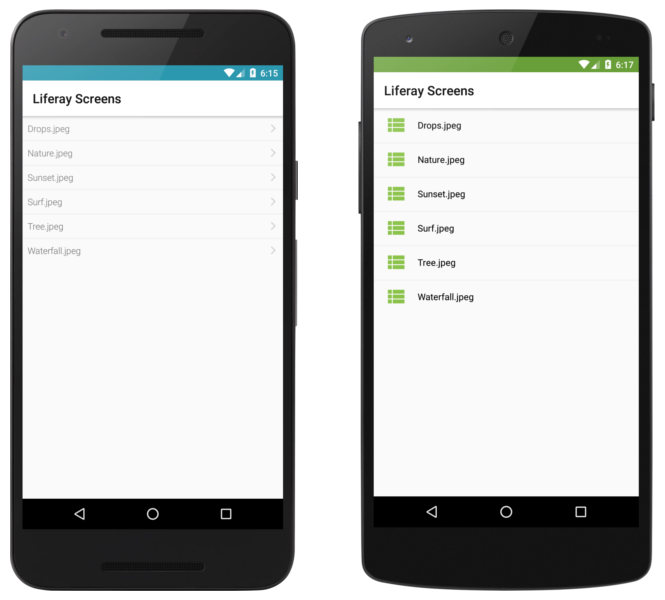 6:15
Liferay Screens
Drops.jpeg
Nature.jpeg
Sunset.jpeg
Surf.jpeg
Tree.jpeg
Waterfall.jpeg
6:17
Liferay Screens
Drops.jpeg
Nature.jpeg
Sunset.jpeg
Surf.jpeg
Tree.jpeg
Waterfall.jpeg